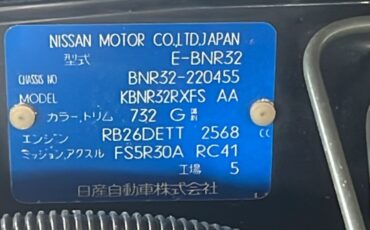 NISSAN MOTOR CO.,LTD.JAPAN
型式 E-BNR32
CHASSIS NO BNR32-220455
MODEL KBNR32RXFS AA
カラー,トリム 732 G
エンジン RB26DETT 2568 CC
ミッション,アクスル FS5R30A RC41
工場 5
日産自動車株式会社